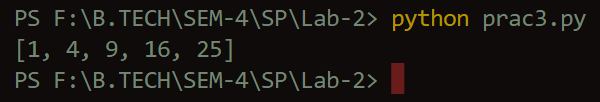 PS F:\B.TECH\SEM-4\SP\Lab-2> python prac3.py
[1, 4, 9, 16, 25]
PS F:\B.TECH\SEM-4\SP\Lab-2>